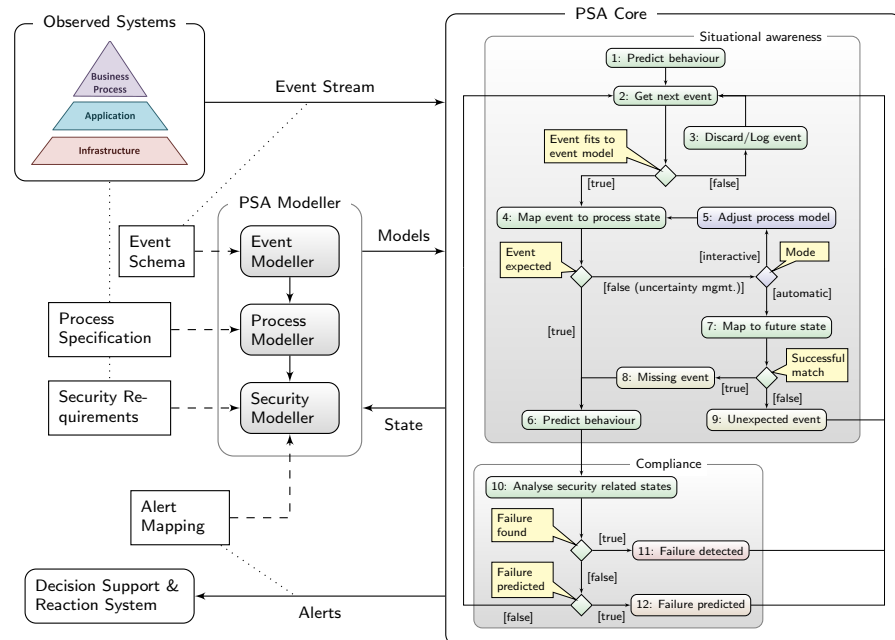 Observed Systems
Business
Process
Application
Infrastructure
Event Stream
PSA Modeller
Event
Schema
Event
Modeller
Models
Process
Specification
Process
Modeller
Security Re-
quirements
Security
Modeller
State
Alert
Mapping
Decision Support &
Reaction System
Alerts
PSA Core
Situational awareness
1: Predict behaviour
2: Get next event
3: Discard/Log event
Event fits to
event model
[true]
[false]
4: Map event to process state
5: Adjust process model
Event
expected
[interactive]
Mode
[false (uncertainty mgmt.)]
[automatic]
[true]
7: Map to future state
Successful
match
8: Missing event
[true]
[false]
6: Predict behaviour
9: Unexpected event
Compliance
10: Analyse security related states
Failure
found
[true]
11: Failure detected
[false]
Failure
predicted
[false]
[true]
12: Failure predicted